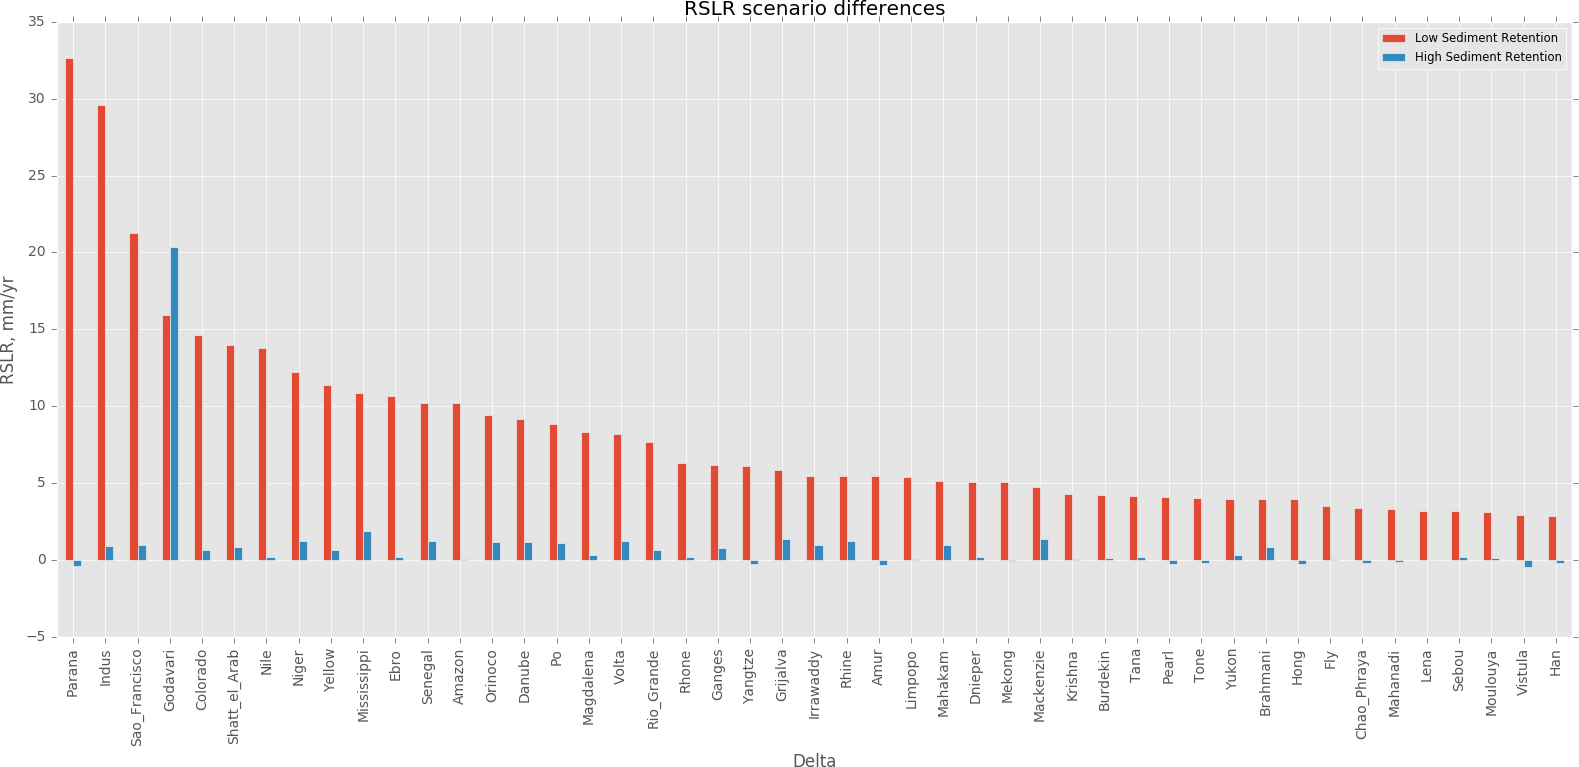 RSLR scenario differences
Low Sediment Retention
High Sediment Retention
RSLR, mm/yr
35
30
25
20
15
10
5
0
−5
Parana
Indus
Sao_Francisco
Godavari
Colorado
Shatt_el_Arab
Nile
Niger
Yellow
Mississippi
Ebro
Senegal
Amazon
Orinoco
Danube
Po
Magdalena
Volta
Rio_Grande
Rhone
Ganges
Yangtze
Grijalva
Irrawaddy
Rhine
Amur
Limpopo
Mahakam
Dnieper
Mekong
Mackenzie
Krishna
Burdekin
Tana
Pearl
Tone
Yukon
Brahmani
Hong
Fly
Chao_Phraya
Mahanadi
Lena
Sebou
Moulouya
Vistula
Han
Delta